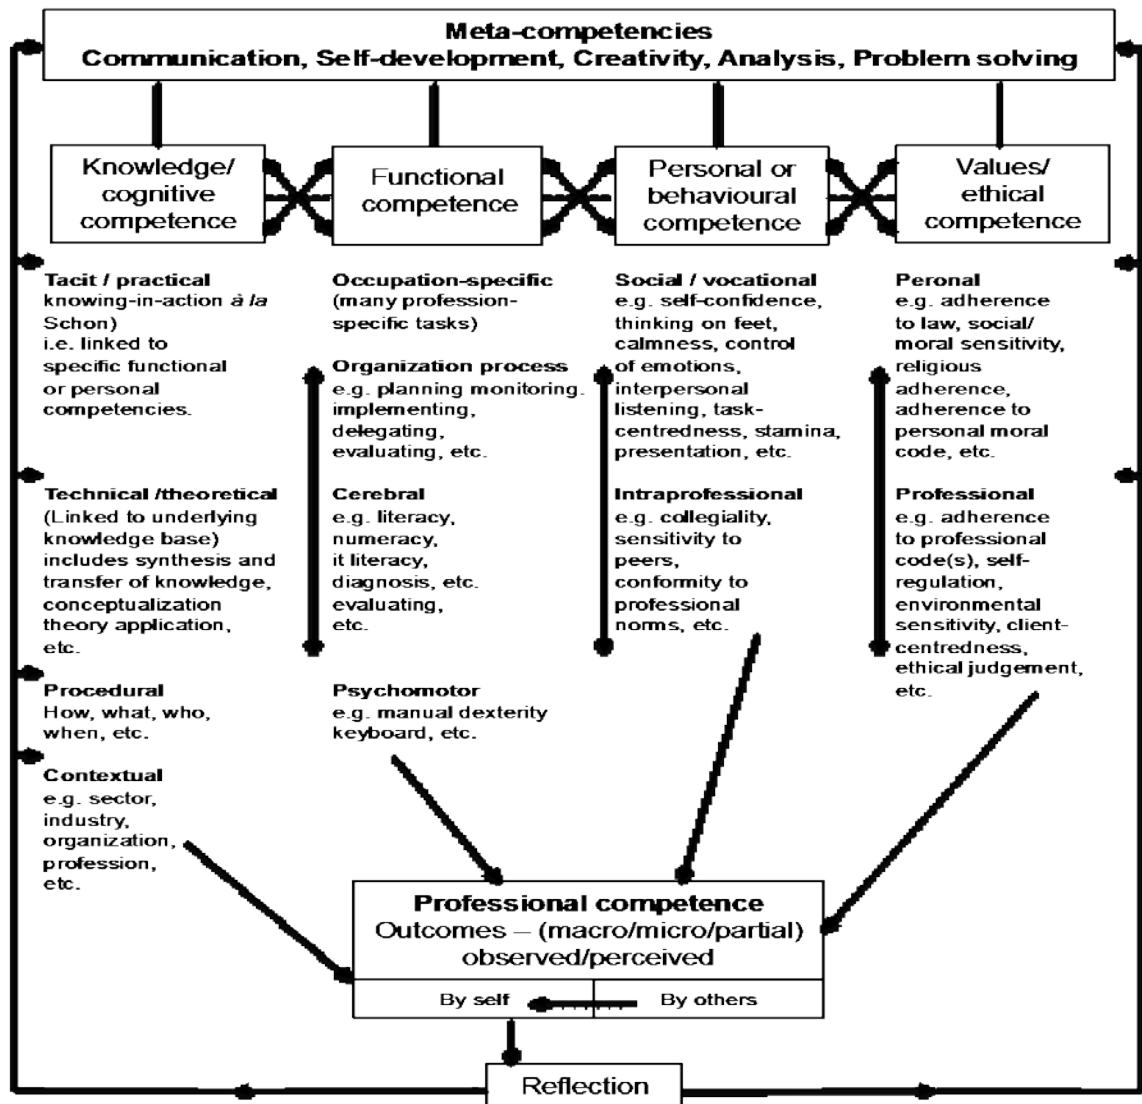 Meta-competencies
Communication, Self-development, Creativity, Analysis, Problem solving
Knowledge/
cognitive
competence
Functional
competence
Personal or
behavioural
competence
Values/
ethical
competence
Tacit / practical
knowing-in-action à la
Schon)
i.e. linked to
specific functional
or personal
competencies.
Technical /theoretical
(Linked to underlying
knowledge base)
includes synthesis and
transfer of knowledge,
conceptualization
theory application,
etc.
Procedural
How, what, who,
when, etc.
Contextual
e.g. sector,
industry,
organization,
profession,
etc.
Occupation-specific
(many profession-
specific tasks)
Organization process
e.g. planning monitoring.
implementing,
delegating,
evaluating, etc.
Cerebral
e.g. literacy,
numeracy,
it literacy,
diagnosis, etc.
evaluating,
etc.
Psychomotor
e.g. manual dexterity
keyboard, etc.
Social / vocational
e.g. self-confidence,
thinking on feet,
calmness, control
of emotions,
interpersonal
listening, task-
centredness, stamina,
presentation, etc.
Intraprofessional
e.g. collegiality,
sensitivity to
peers,
conformity to
professional
norms, etc.
Peronal
e.g. adherence
to law, social/
moral sensitivity,
religious
adherence,
adherence to
personal moral
code, etc.
Professional
e.g. adherence
to professional
code(s), self-
regulation,
environmental
sensitivity, client-
centredness,
ethical judgement,
etc.
Professional competence
Outcomes – (macro/micro/partial)
observed/perceived
By self
By others
Reflection